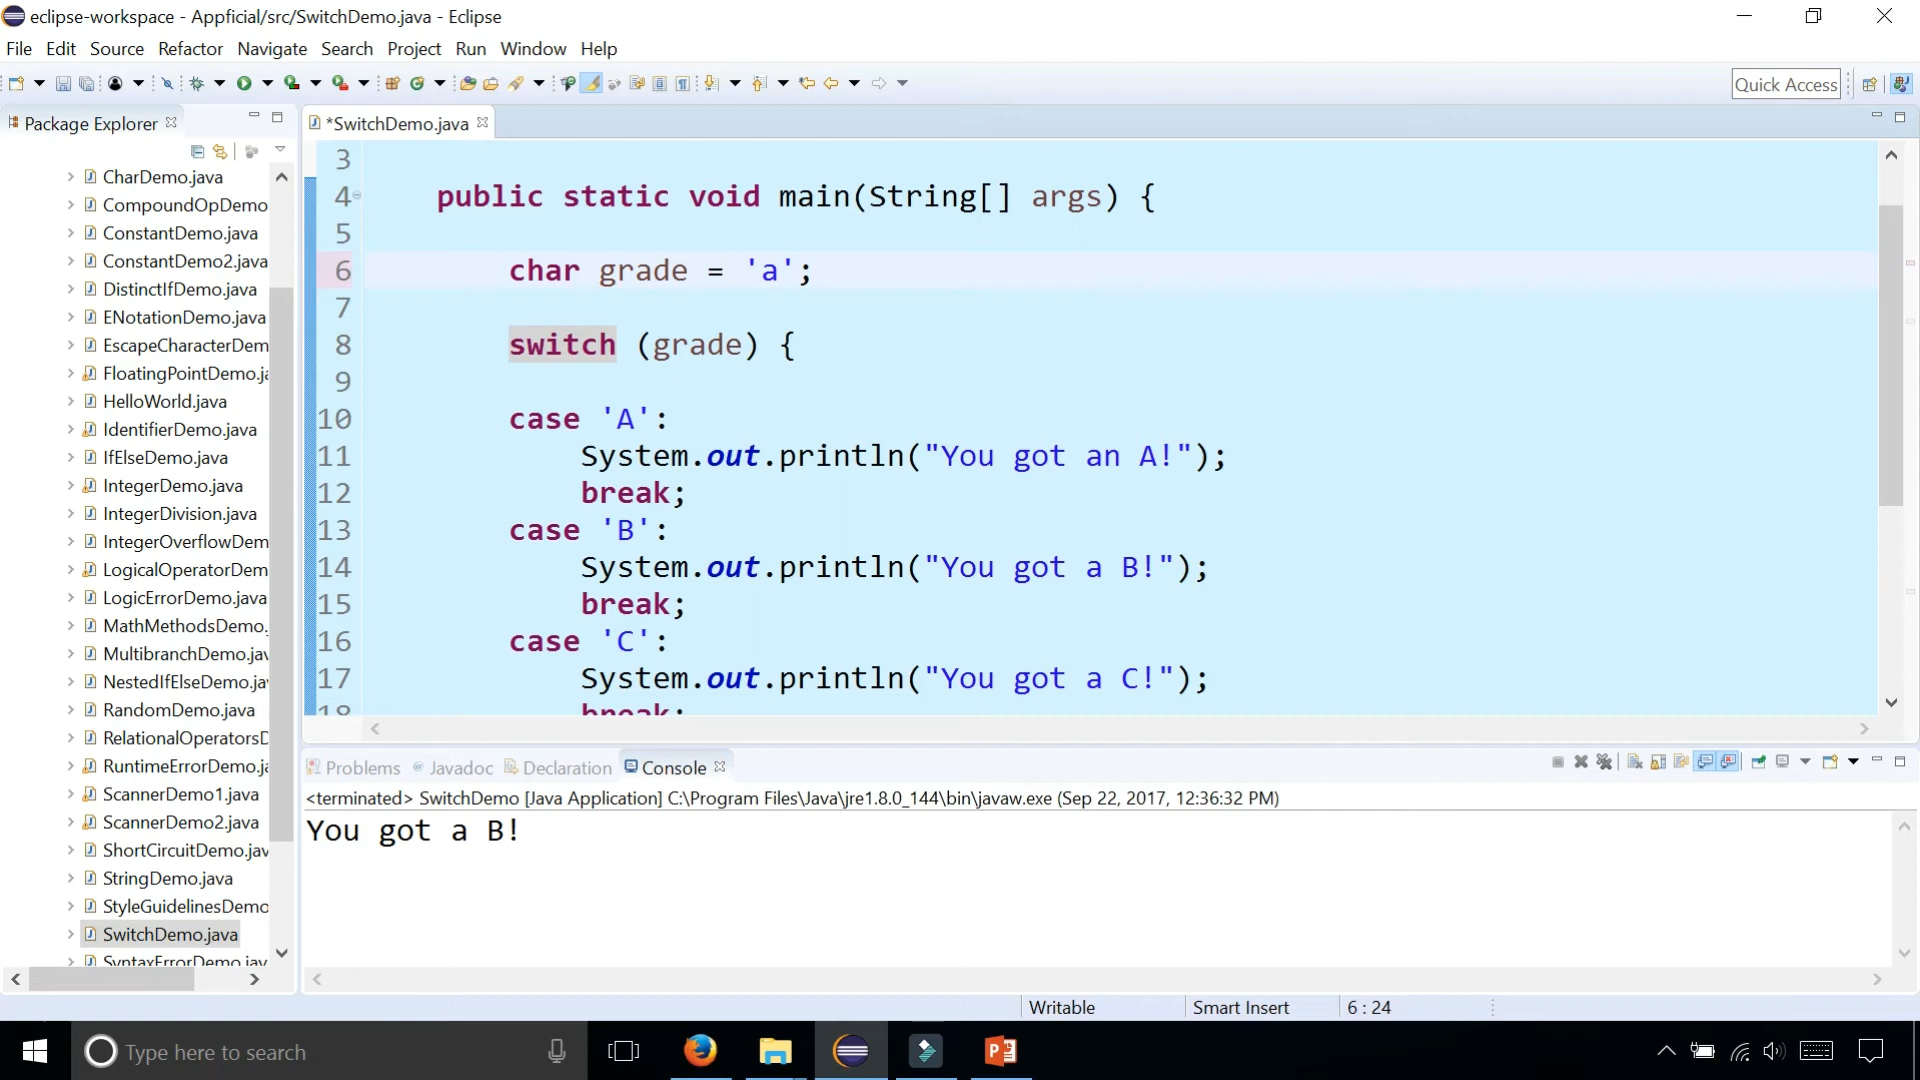 eclipse-workspace - Appficial/src/SwitchDemo.java - Eclipse
File Edit Source Refactor Navigate Search Project Run Window Help
Quick Access
Package Explorer
*SwitchDemo.java
CharDemo.java
CompoundOpDemo
ConstantDemo.java
ConstantDemo2.java
DistinctIfDemo.java
ENotationDemo.java
EscapeCharacterDem
FloatingPointDemo.ja
HelloWorld.java
IdentifierDemo.java
IfElseDemo.java
IntegerDemo.java
IntegerDivision.java
IntegerOverflowDem
LogicalOperatorDem
LogicErrorDemo.java
MathMethodsDemo.
MultibranchDemo.jav
NestedIfElseDemo.ja
RandomDemo.java
RelationalOperatorsD
RuntimeErrorDemo.ja
ScannerDemo1.java
ScannerDemo2.java
ShortCircuitDemo.jav
StringDemo.java
StyleGuidelinesDemo
SwitchDemo.java
SyntaxErrorDemo.jav
3
4 public static void main(String[] args) {
5
6 char grade = 'a';
7
8 switch (grade) {
9
10 case 'A':
11 System.out.println("You got an A!");
12 break;
13 case 'B':
14 System.out.println("You got a B!");
15 break;
16 case 'C':
17 System.out.println("You got a C!");
18 break;
Problems Javadoc Declaration Console
<terminated> SwitchDemo [Java Application] C:\Program Files\Java\jre1.8.0_144\bin\javaw.exe (Sep 22, 2017, 12:36:32 PM)
You got a B!
Writable Smart Insert 6 : 24
Type here to search